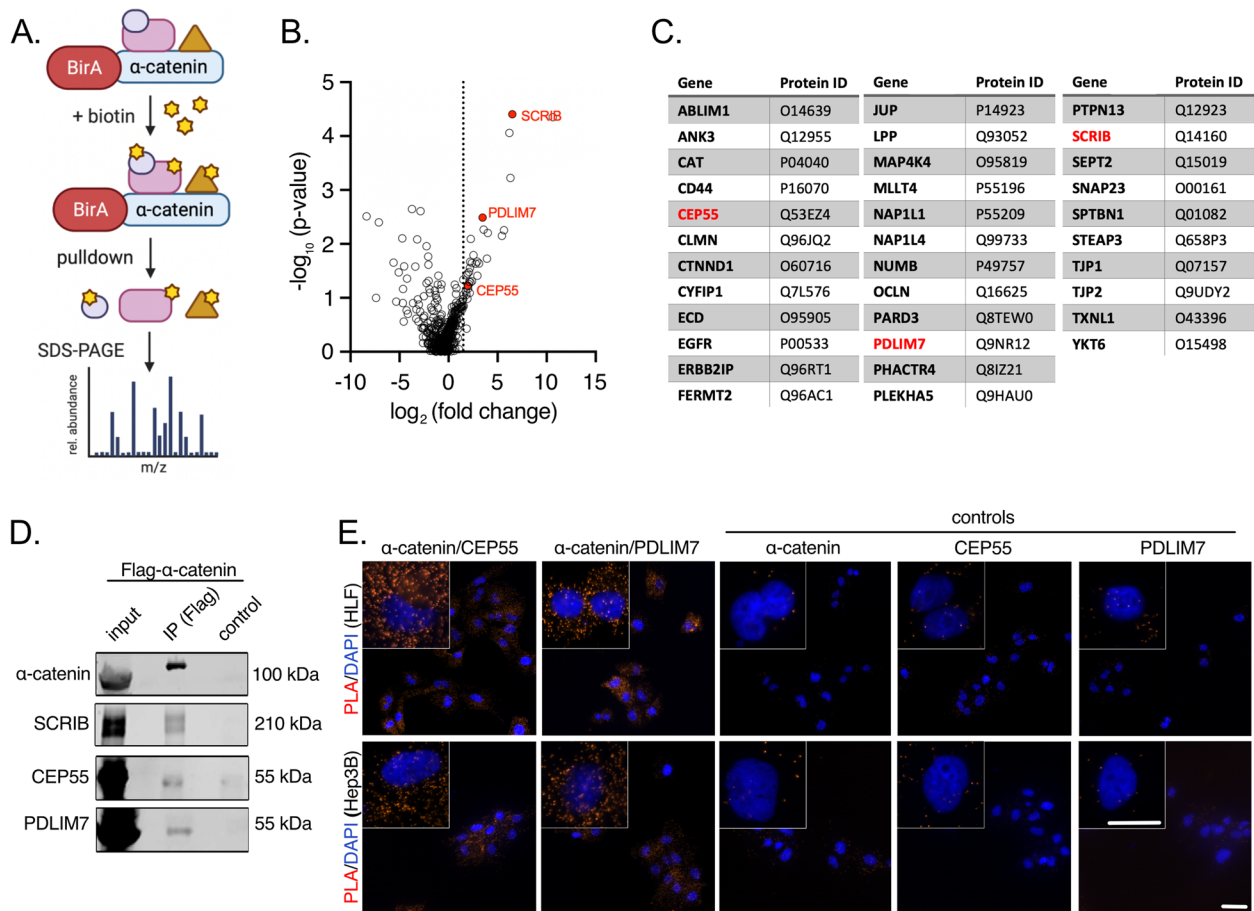 A.
BirA
α-catenin
+ biotin
BirA
α-catenin
pulldown
SDS-PAGE
rel. abundance
m/z
B.
-log10 (p-value)
5
4
3
2
1
0
SCRIB
PDLIM7
CEP55
-10 -5 0 5 10 15
log2 (fold change)
C.
Gene Protein ID Gene Protein ID Gene Protein ID
ABLIM1 O14639 JUP P14923 PTPN13 Q12923
ANK3 Q12955 LPP Q93052 SCRIB Q14160
CAT P04040 MAP4K4 O95819 SEPT2 Q15019
CD44 P16070 MLLT4 P55196 SNAP23 O00161
CEP55 Q53EZ4 NAP1L1 P55209 SPTBN1 Q01082
CLMN Q96JQ2 NAP1L4 Q99733 STEAP3 Q658P3
CTNND1 O60716 NUMB P49757 TJP1 Q07157
CYFIP1 Q7L576 OCLN Q16625 TJP2 Q9UDY2
ECD O95905 PARD3 Q8TEW0 TXNL1 O43396
EGFR P00533 PDLIM7 Q9NR12 YKT6 O15498
ERBB2IP Q96RT1 PHACTR4 Q8IZ21
FERMT2 Q96AC1 PLEKHA5 Q9HAU0
D.
Flag-α-catenin
input IP (Flag) control
α-catenin 100 kDa
SCRIB 210 kDa
CEP55 55 kDa
PDLIM7 55 kDa
E.
controls
α-catenin/CEP55 α-catenin/PDLIM7 α-catenin CEP55 PDLIM7
PLA/DAPI (HLF)
PLA/DAPI (Hep3B)